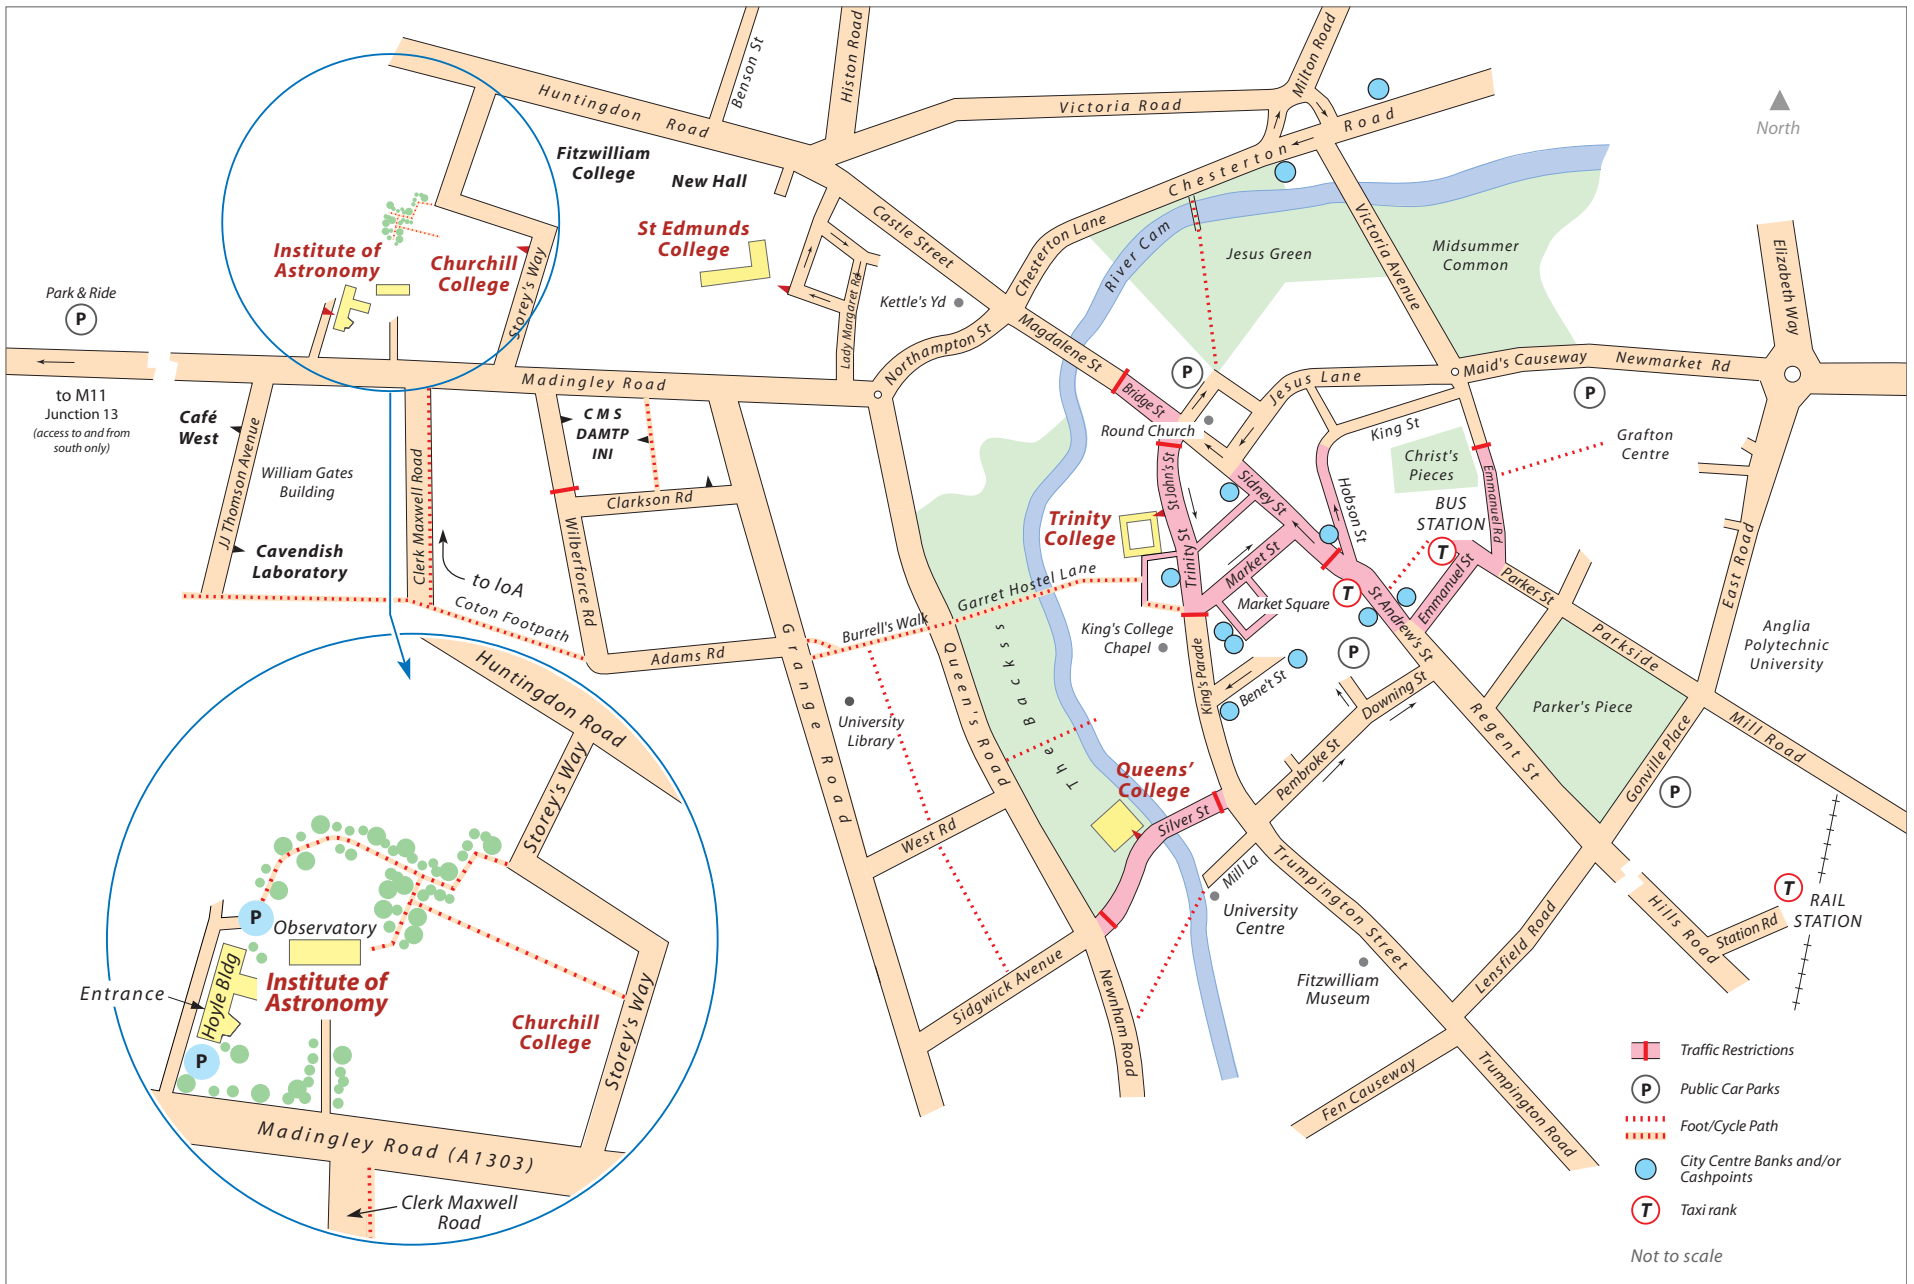 Huntingdon Road
Benson St
Histon Road
Victoria Road
Milton Road
Chesterton Road
North
Fitzwilliam
College
New Hall
St Edmunds
College
Castle Street
Chesterton Lane
River Cam
Jesus Green
Victoria Avenue
Midsummer
Common
Elizabeth Way
Institute of
Astronomy
Churchill
College
Storey's Way
Park & Ride
P
Kettle's Yd
Lady Margaret Rd
Northampton St
Magdalene St
Madingley Road
to M11
Junction 13
(access to and from
south only)
Café
West
JJ Thomson Avenue
William Gates
Building
Cavendish
Laboratory
Clerk Maxwell Road
to IoA
Coton Footpath
C M S
DAMTP
INI
Clarkson Rd
Wilberforce Rd
Adams Rd
Grange Road
Burrell's Walk
Garret Hostel Lane
University
Library
Queen's Road
The Backs
West Rd
Sidgwick Avenue
Newnham Road
P
Bridge St
Round Church
Jesus Lane
Maid's Causeway
Newmarket Rd
P
King St
Christ's
Pieces
Grafton
Centre
Emmanuel Rd
BUS
STATION
T
Hobson St
Sidney St
St John's St
Trinity
College
Trinity St
Market St
Market Square
T
St Andrew's St
Emmanuel St
Parker St
Parkside
East Road
Anglia
Polytechnic
University
King's College
Chapel
King's Parade
Bene't St
P
Downing St
Pembroke St
Regent St
Parker's Piece
Gonville Place
Mill Road
P
Queens'
College
Silver St
Mill La
University
Centre
Trumpington Street
Fitzwilliam
Museum
Lensfield Road
Hills Road
Station Rd
T
RAIL
STATION
Fen Causeway
Trumpington Road
Huntingdon Road
Storey's Way
P
Observatory
Institute of
Astronomy
Hoyle Bldg
Entrance
P
Churchill
College
Storey's Way
Madingley Road (A1303)
Clerk Maxwell
Road
Traffic Restrictions
P
Public Car Parks
Foot/Cycle Path
City Centre Banks and/or
Cashpoints
T
Taxi rank
Not to scale